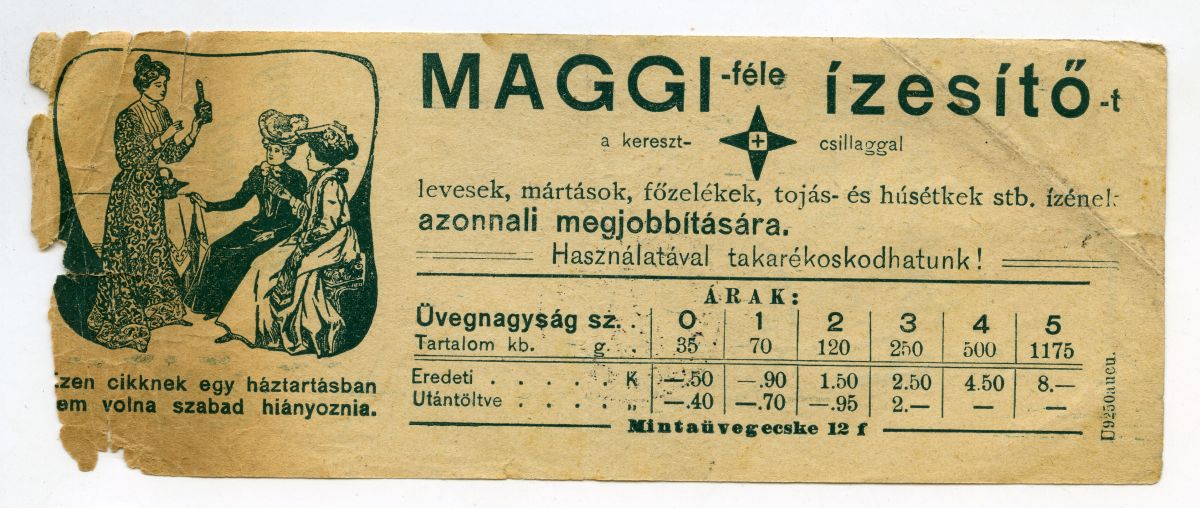 MAGGI-féle ízesítő-t
a kereszt- csillaggal
levesek, mártások, főzelékek, tojás- és húsétkek stb. ízének
azonnali megjobbítására.
Használatával takarékoskodhatunk!
ÁRAK:
Üvegnagyság sz. . 0 1 2 3 4 5
Tartalom kb. g. . 35 70 120 250 500 1175
Eredeti . . . . . K —.50 —.90 1.50 2.50 4.50 8.—
Utántöltve . . . . „ —.40 —.70 —.95 2.— — —
Mintaüvegecske 12 f
zen cikknek egy háztartásban
em volna szabad hiányoznia.